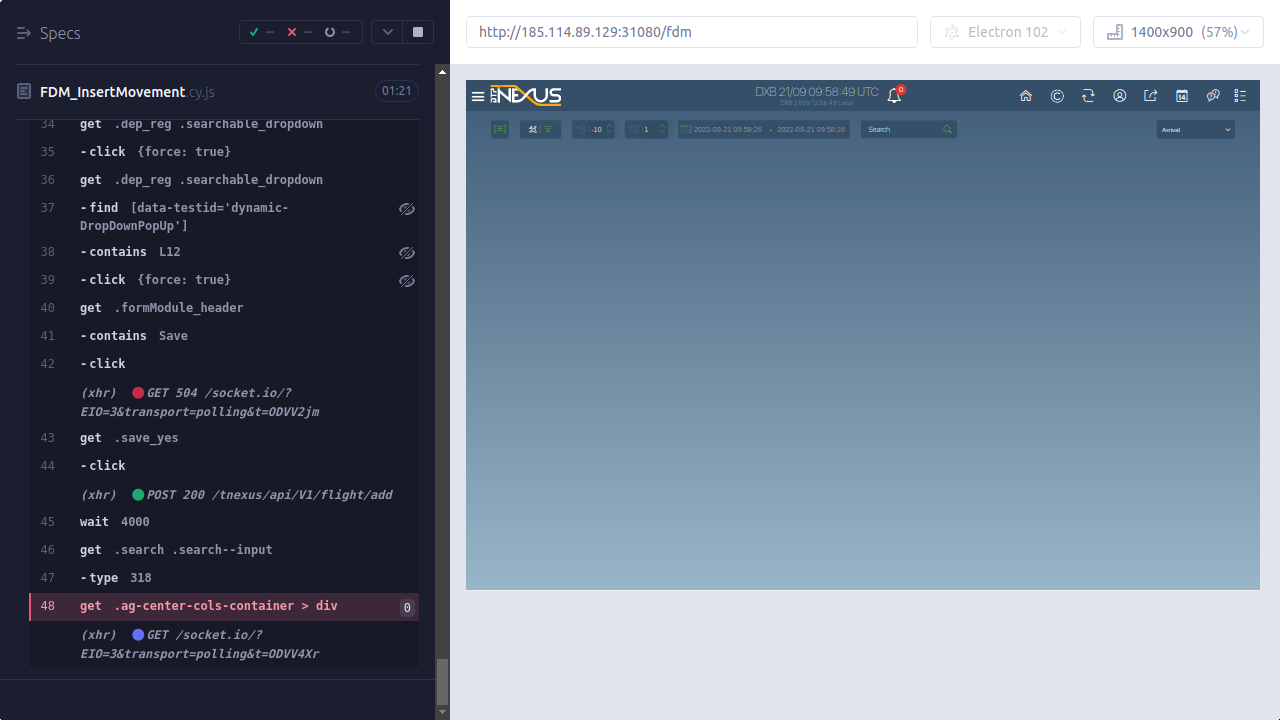 Specs
-- -- --
FDM_InsertMovement.cy.js 01:21
34 get .dep_reg .searchable_dropdown
35 -click {force: true}
36 get .dep_reg .searchable_dropdown
37 -find [data-testid='dynamic-
DropDownPopUp']
38 -contains L12
39 -click {force: true}
40 get .formModule_header
41 -contains Save
42 -click
(xhr) GET 504 /socket.io/?
EIO=3&transport=polling&t=ODVV2jm
43 get .save_yes
44 -click
(xhr) POST 200 /tnexus/api/V1/flight/add
45 wait 4000
46 get .search .search--input
47 -type 318
48 get .ag-center-cols-container > div 0
(xhr) GET /socket.io/?
EIO=3&transport=polling&t=ODVV4Xr
http://185.114.89.129:31080/fdm
Electron 102
1400x900 (57%)
NEXUS
DXB 21/09 09:58:49 UTC
DXB 21/09 12:58:49 Local
0
14
-10
1
2022-09-21 09:58:26 - 2022-09-21 09:58:26
Search
Arrival